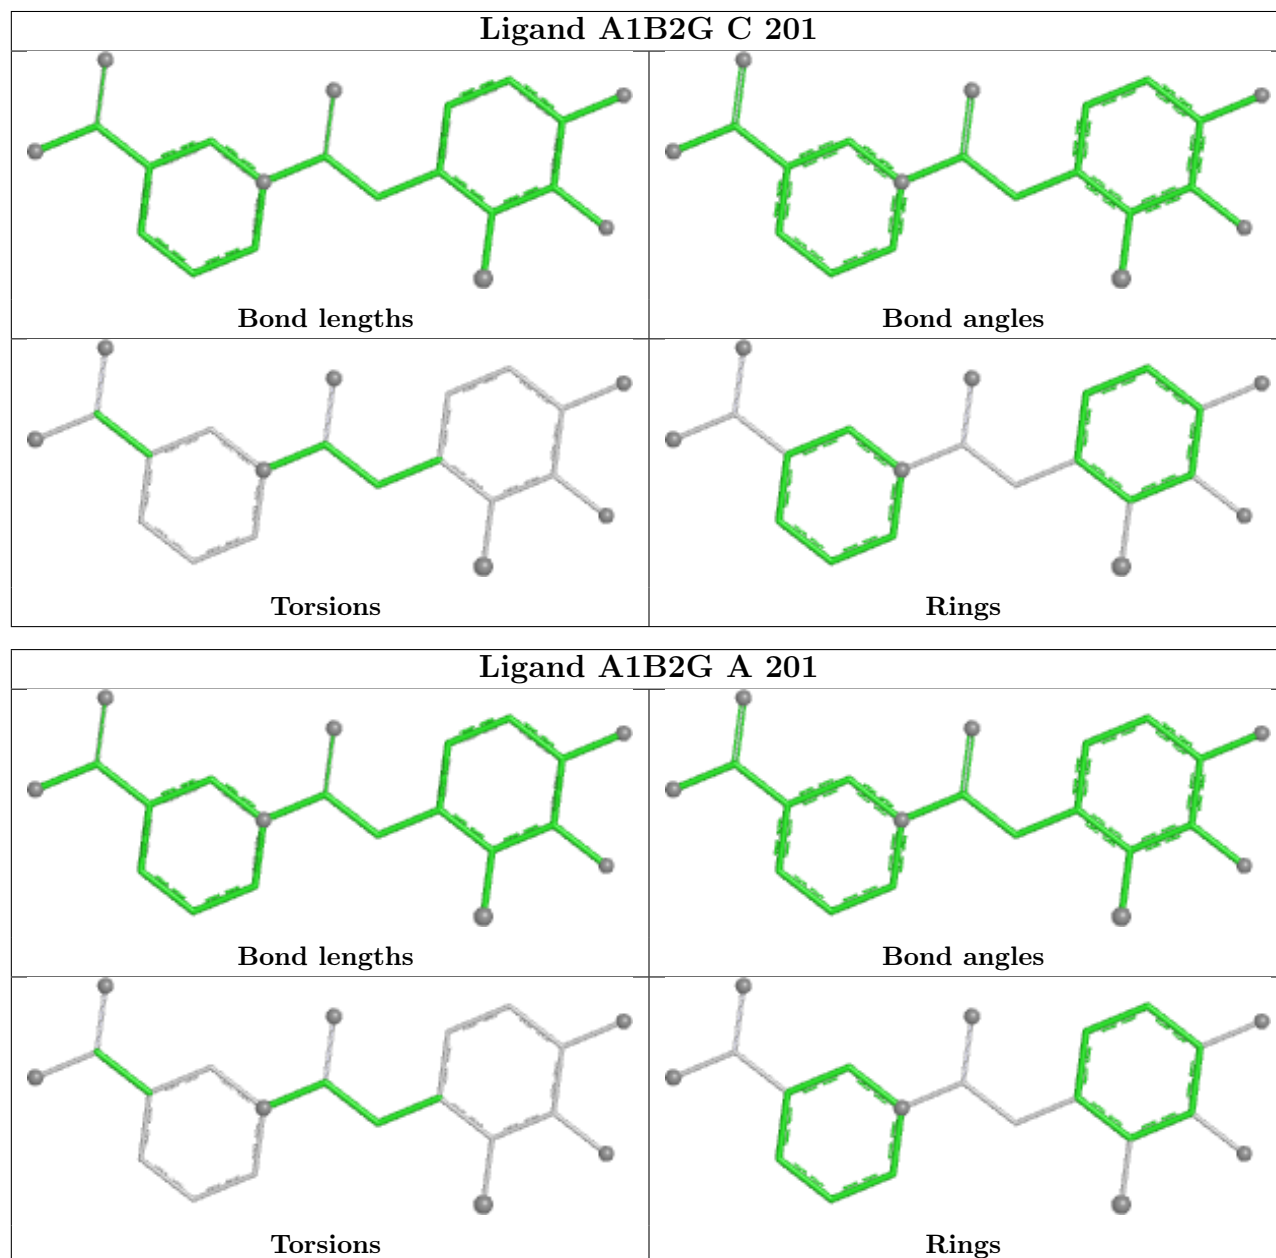 Ligand A1B2G C 201
Bond lengths
Bond angles
Torsions
Rings
Ligand A1B2G A 201
Bond lengths
Bond angles
Torsions
Rings